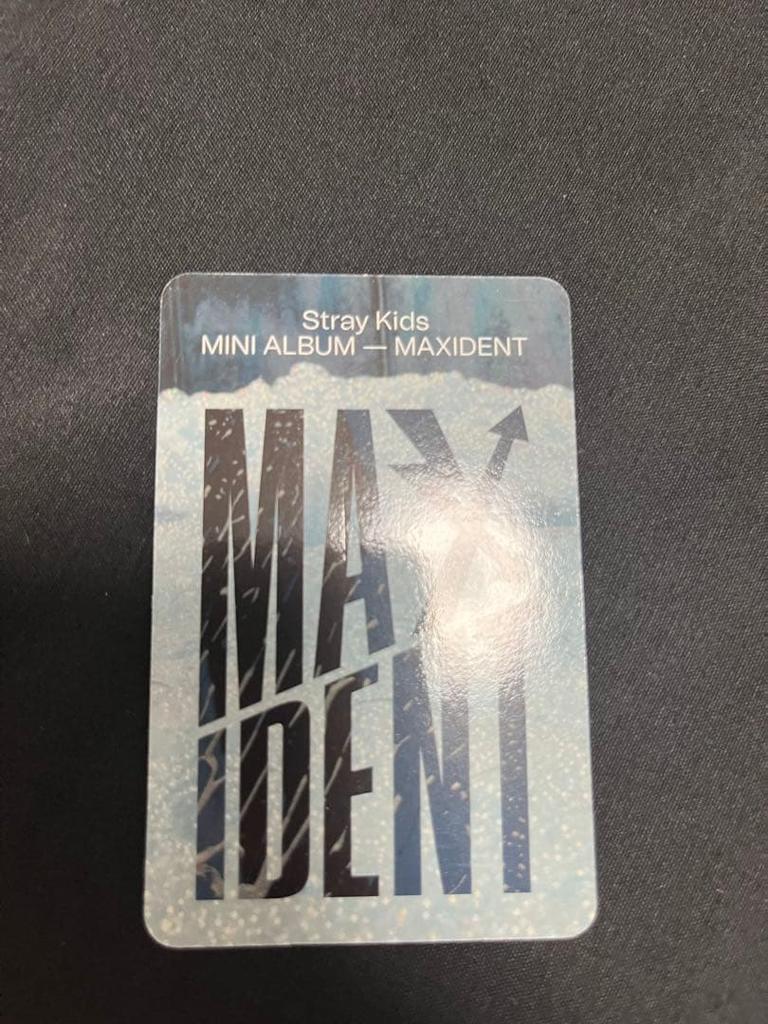 Stray Kids
MINI ALBUM — MAXIDENT
MAX
IDENT